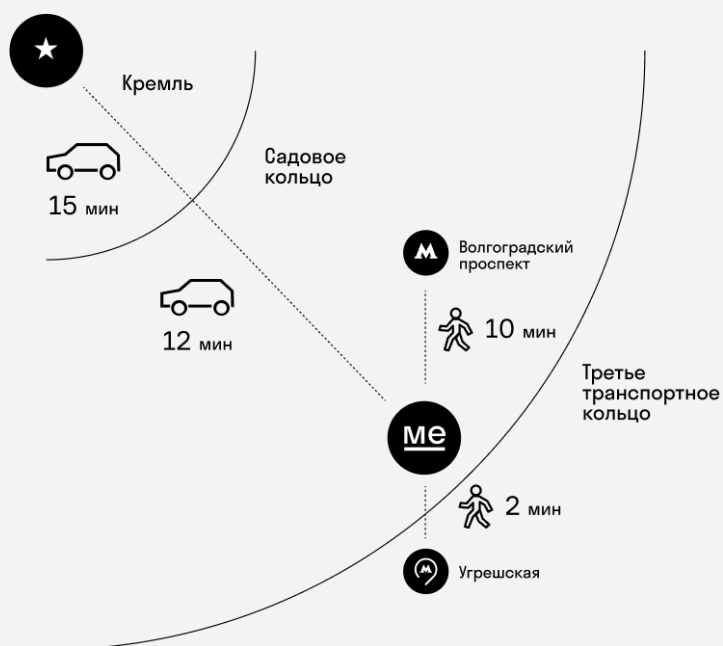 Кремль
Садовое
кольцо
15 мин
Волгоградский
проспект
12 мин
10 мин
Третье
транспортное
кольцо
ме
2 мин
Угрешская